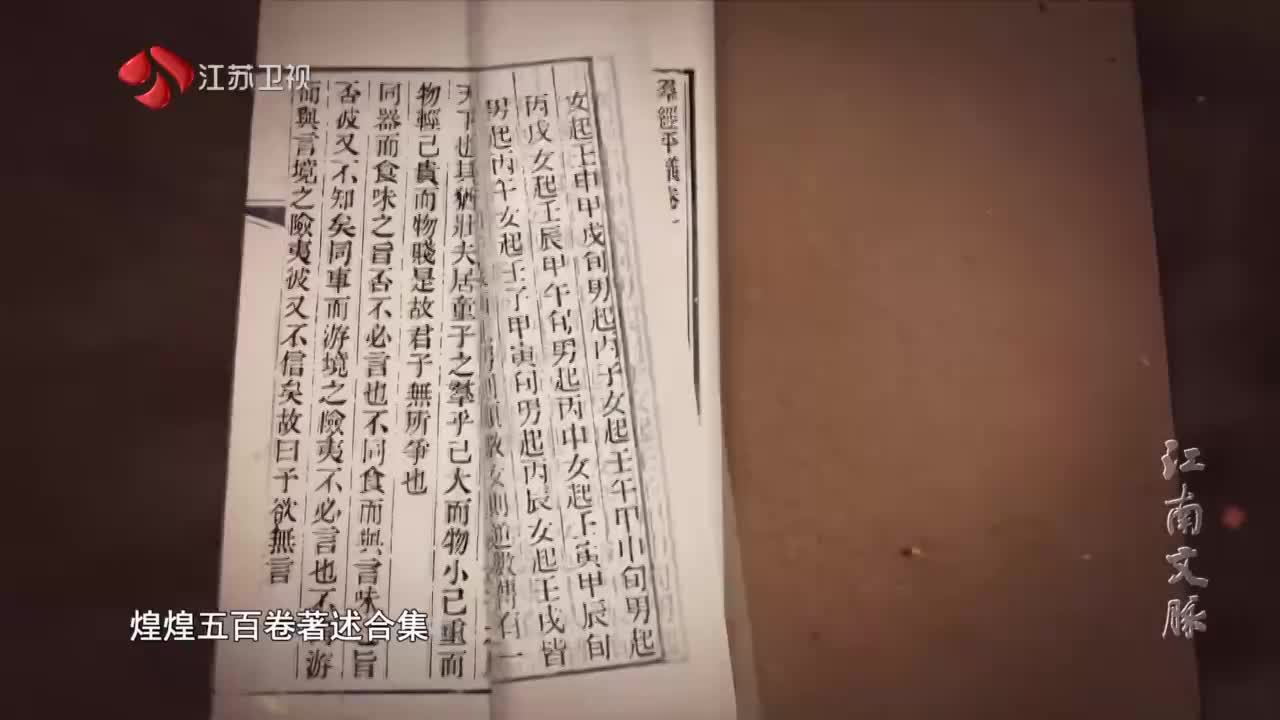 江苏卫视
羣經平議卷一
女起壬申甲戌旬男起丙子女起壬午甲申旬男起
丙戌女起壬辰甲午旬男起丙申女起壬寅甲辰旬
男起丙午女起壬子甲寅旬男起丙辰女起壬戌皆
天下也其猶壯夫居童子之羣乎己大而物小己重而
物輕己貴而物賤是故君子無所争也
同器而食味之旨否不必言也不同食而與言味
旨
否彼又不知矣同車而游境之險夷不必言也不
游
而與言境之險夷彼又不信矣故曰予欲無言
江南文脉
煌煌五百卷著述合集